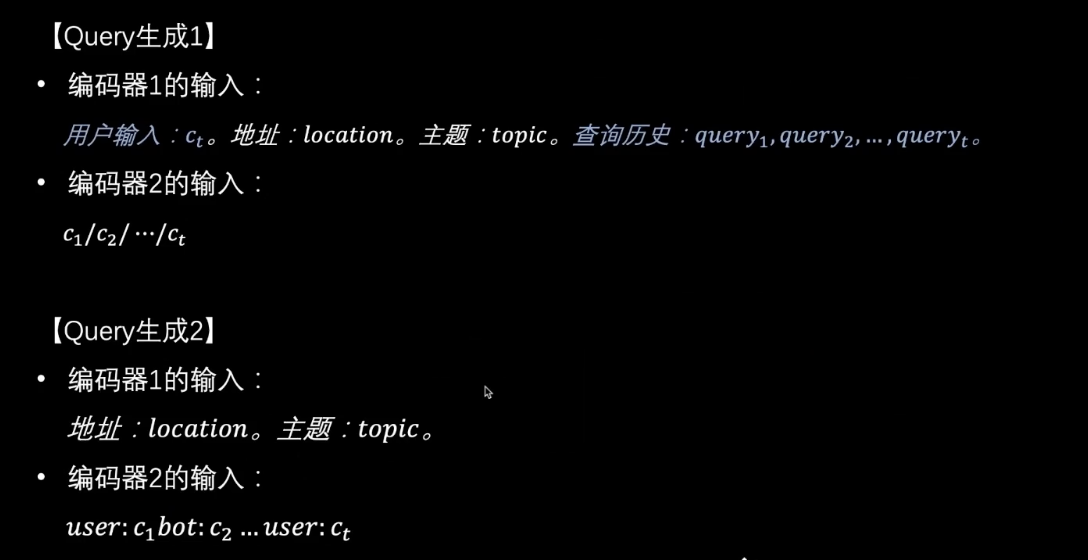 【Query生成1】
• 编码器1的输入：
用户输入：c_t。地址：location。主题：topic。查询历史：query_1,query_2,…,query_t。
• 编码器2的输入：
c_1/c_2/⋯/c_t
【Query生成2】
• 编码器1的输入：
地址：location。主题：topic。
• 编码器2的输入：
user: c_1 bot: c_2 … user: c_t